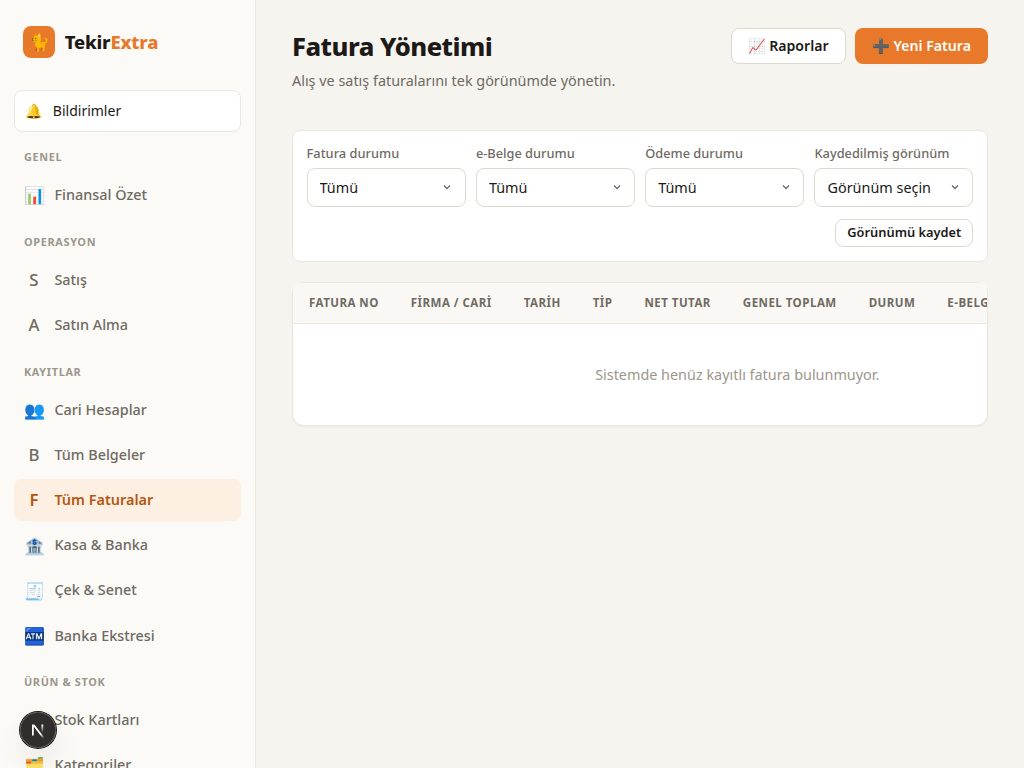 TekirExtra
Bildirimler
GENEL
Finansal Özet
OPERASYON
S Satış
A Satın Alma
KAYITLAR
Cari Hesaplar
B Tüm Belgeler
F Tüm Faturalar
Kasa & Banka
Çek & Senet
ATM Banka Ekstresi
ÜRÜN & STOK
N Stok Kartları
Kategoriler
Fatura Yönetimi
Alış ve satış faturalarını tek görünümde yönetin.
Raporlar
Yeni Fatura
Fatura durumu e-Belge durumu Ödeme durumu Kaydedilmiş görünüm
Tümü Tümü Tümü Görünüm seçin
Görünümü kaydet
FATURA NO FİRMA / CARİ TARİH TİP NET TUTAR GENEL TOPLAM DURUM E-BELG
Sistemde henüz kayıtlı fatura bulunmuyor.